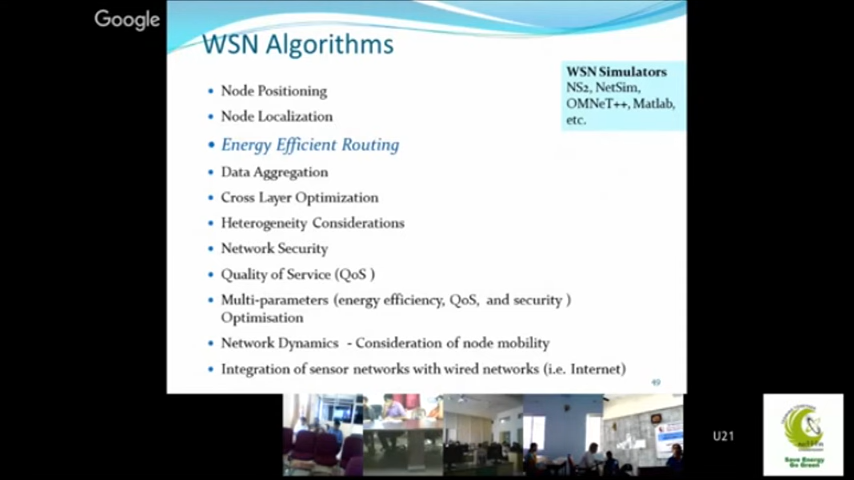 Google
WSN Algorithms
WSN Simulators
NS2, NetSim,
OMNeT++, Matlab,
etc.
• Node Positioning
• Node Localization
• Energy Efficient Routing
• Data Aggregation
• Cross Layer Optimization
• Heterogeneity Considerations
• Network Security
• Quality of Service (QoS )
• Multi-parameters (energy efficiency, QoS, and security )
Optimisation
• Network Dynamics - Consideration of node mobility
• Integration of sensor networks with wired networks (i.e. Internet)
49
U21
Save Energy
Go Green